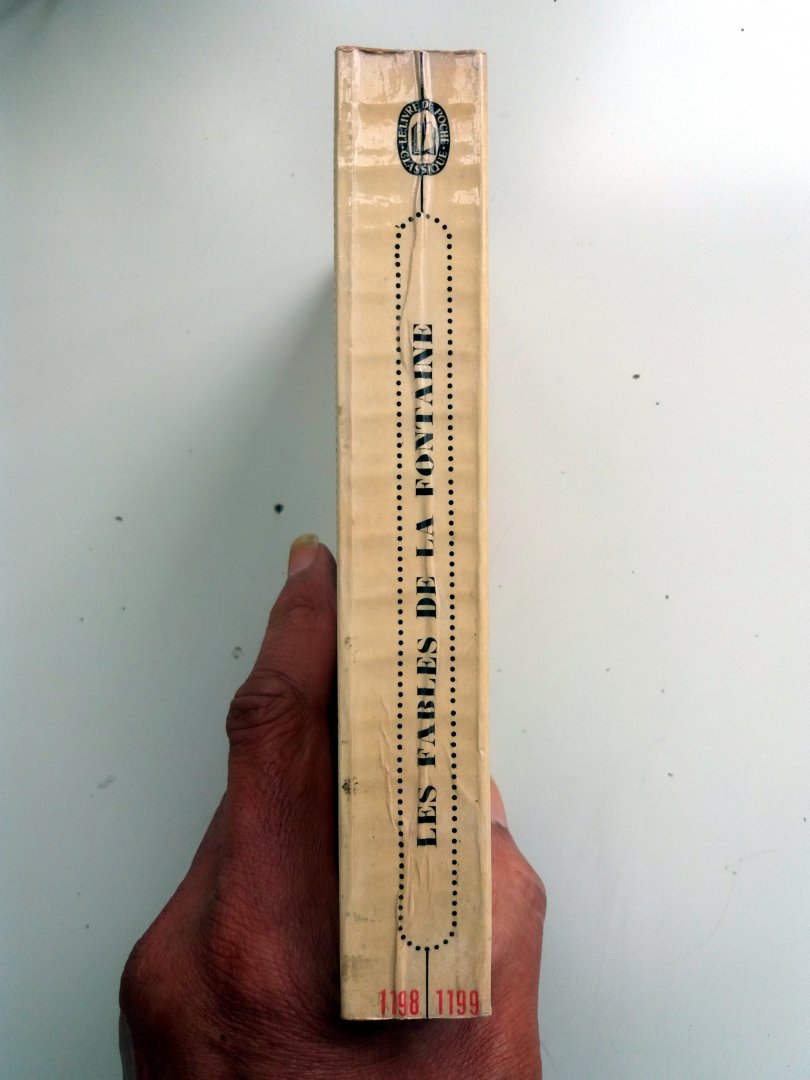 LE LIVRE DE POCHE
CLASSIQUE
LES FABLES DE LA FONTAINE
1198 1199